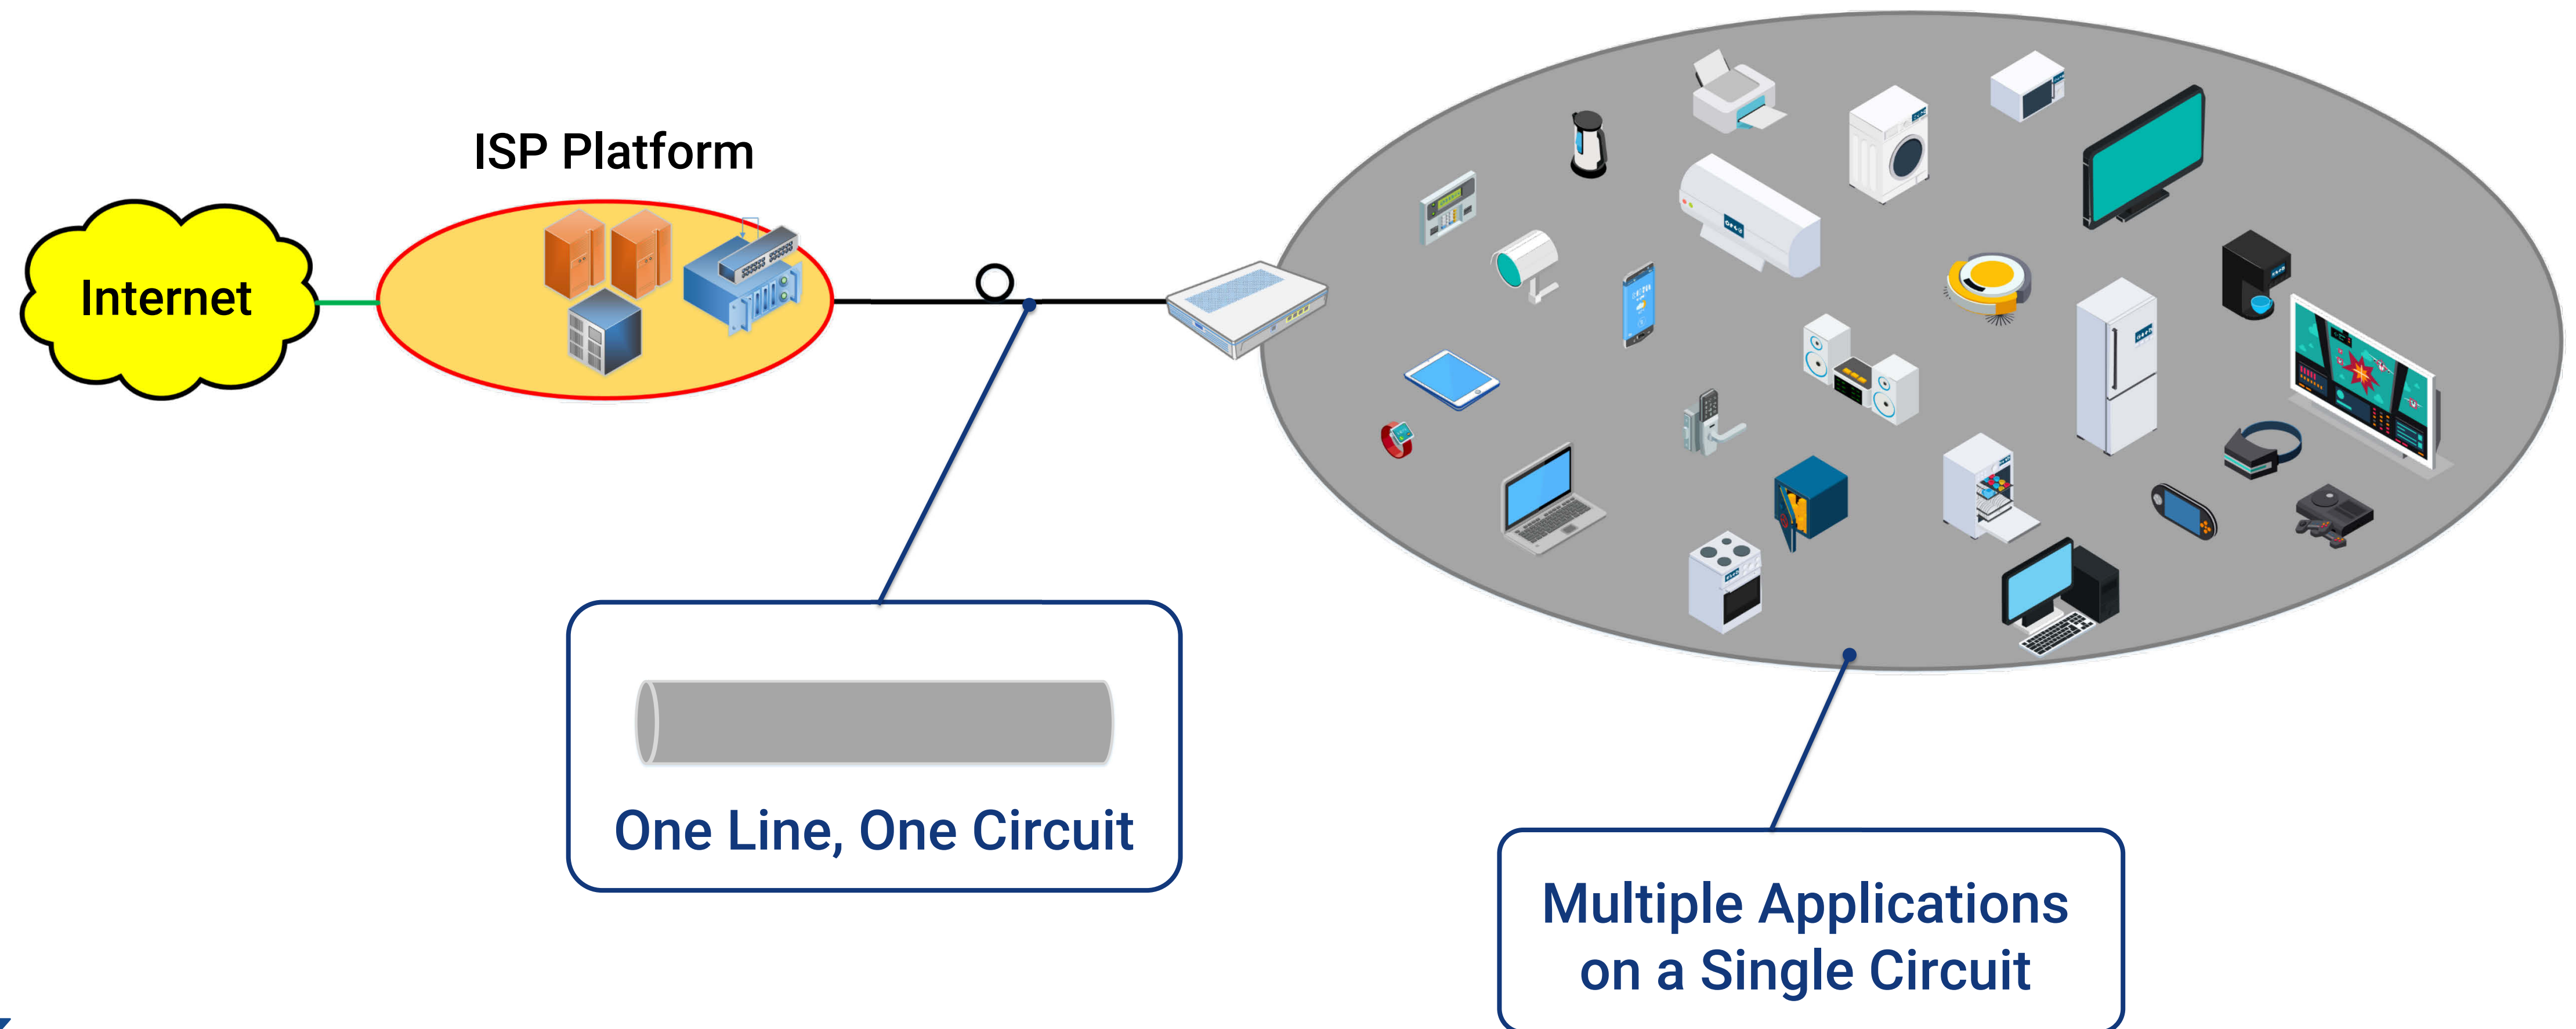 ISP Platform
Internet
One Line, One Circuit
Multiple Applications
on a Single Circuit